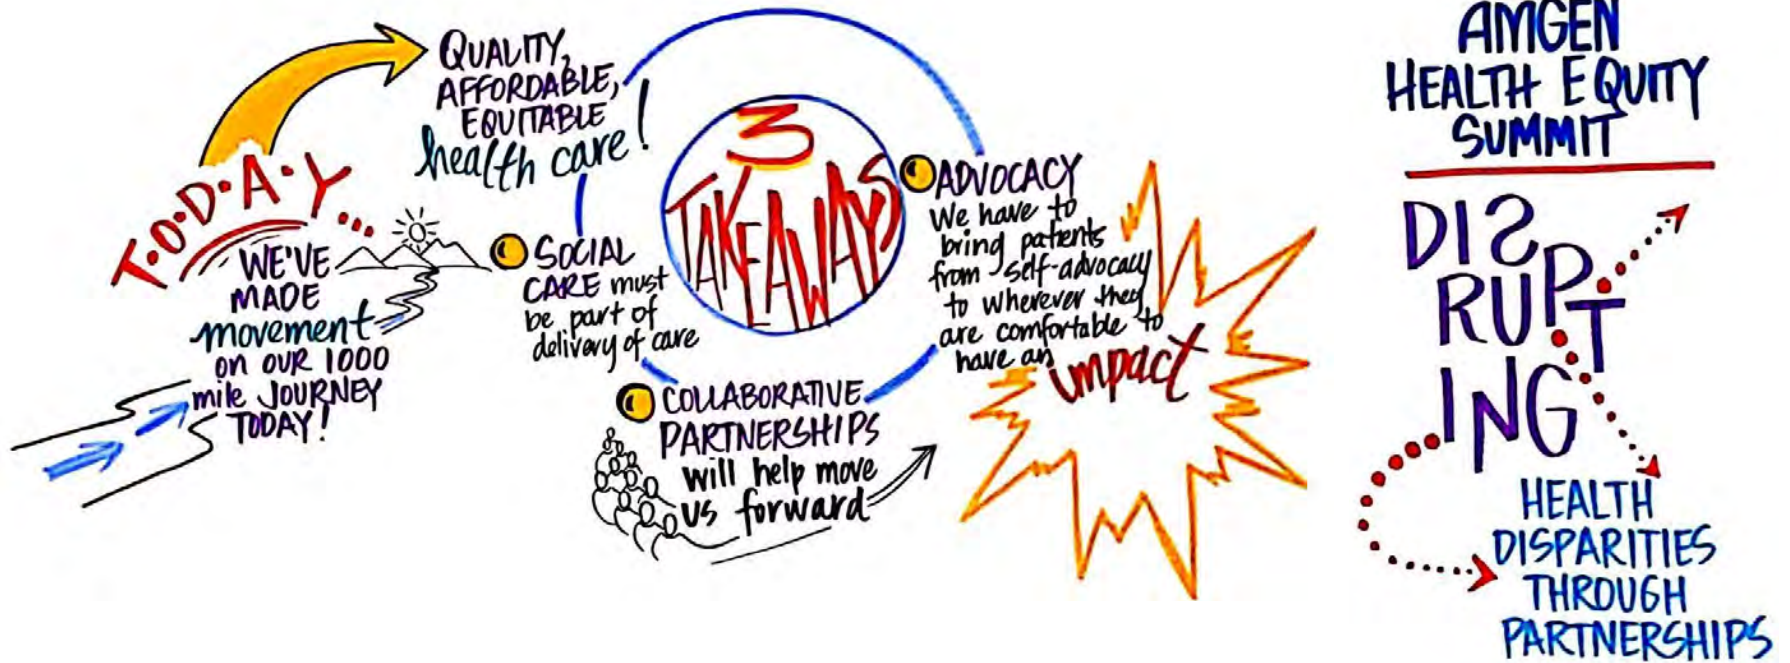 T.O.D.A.Y...
WE'VE
MADE
movement
ON OUR 1000
mile JOURNEY
TODAY!
QUALITY,
AFFORDABLE,
EQUITABLE
health care!
3
TAKEAWAYS
SOCIAL
CARE must
be part of
delivery of care
COLLABORATIVE
PARTNERSHIPS
will help move
us forward
ADVOCACY
We have to
bring patients
from self-advocacy
to wherever they
are comfortable to
have an
impact
AMGEN
HEALTH EQUITY
SUMMIT
DIS
RUPT
ING
HEALTH
DISPARITIES
THROUGH
PARTNERSHIPS